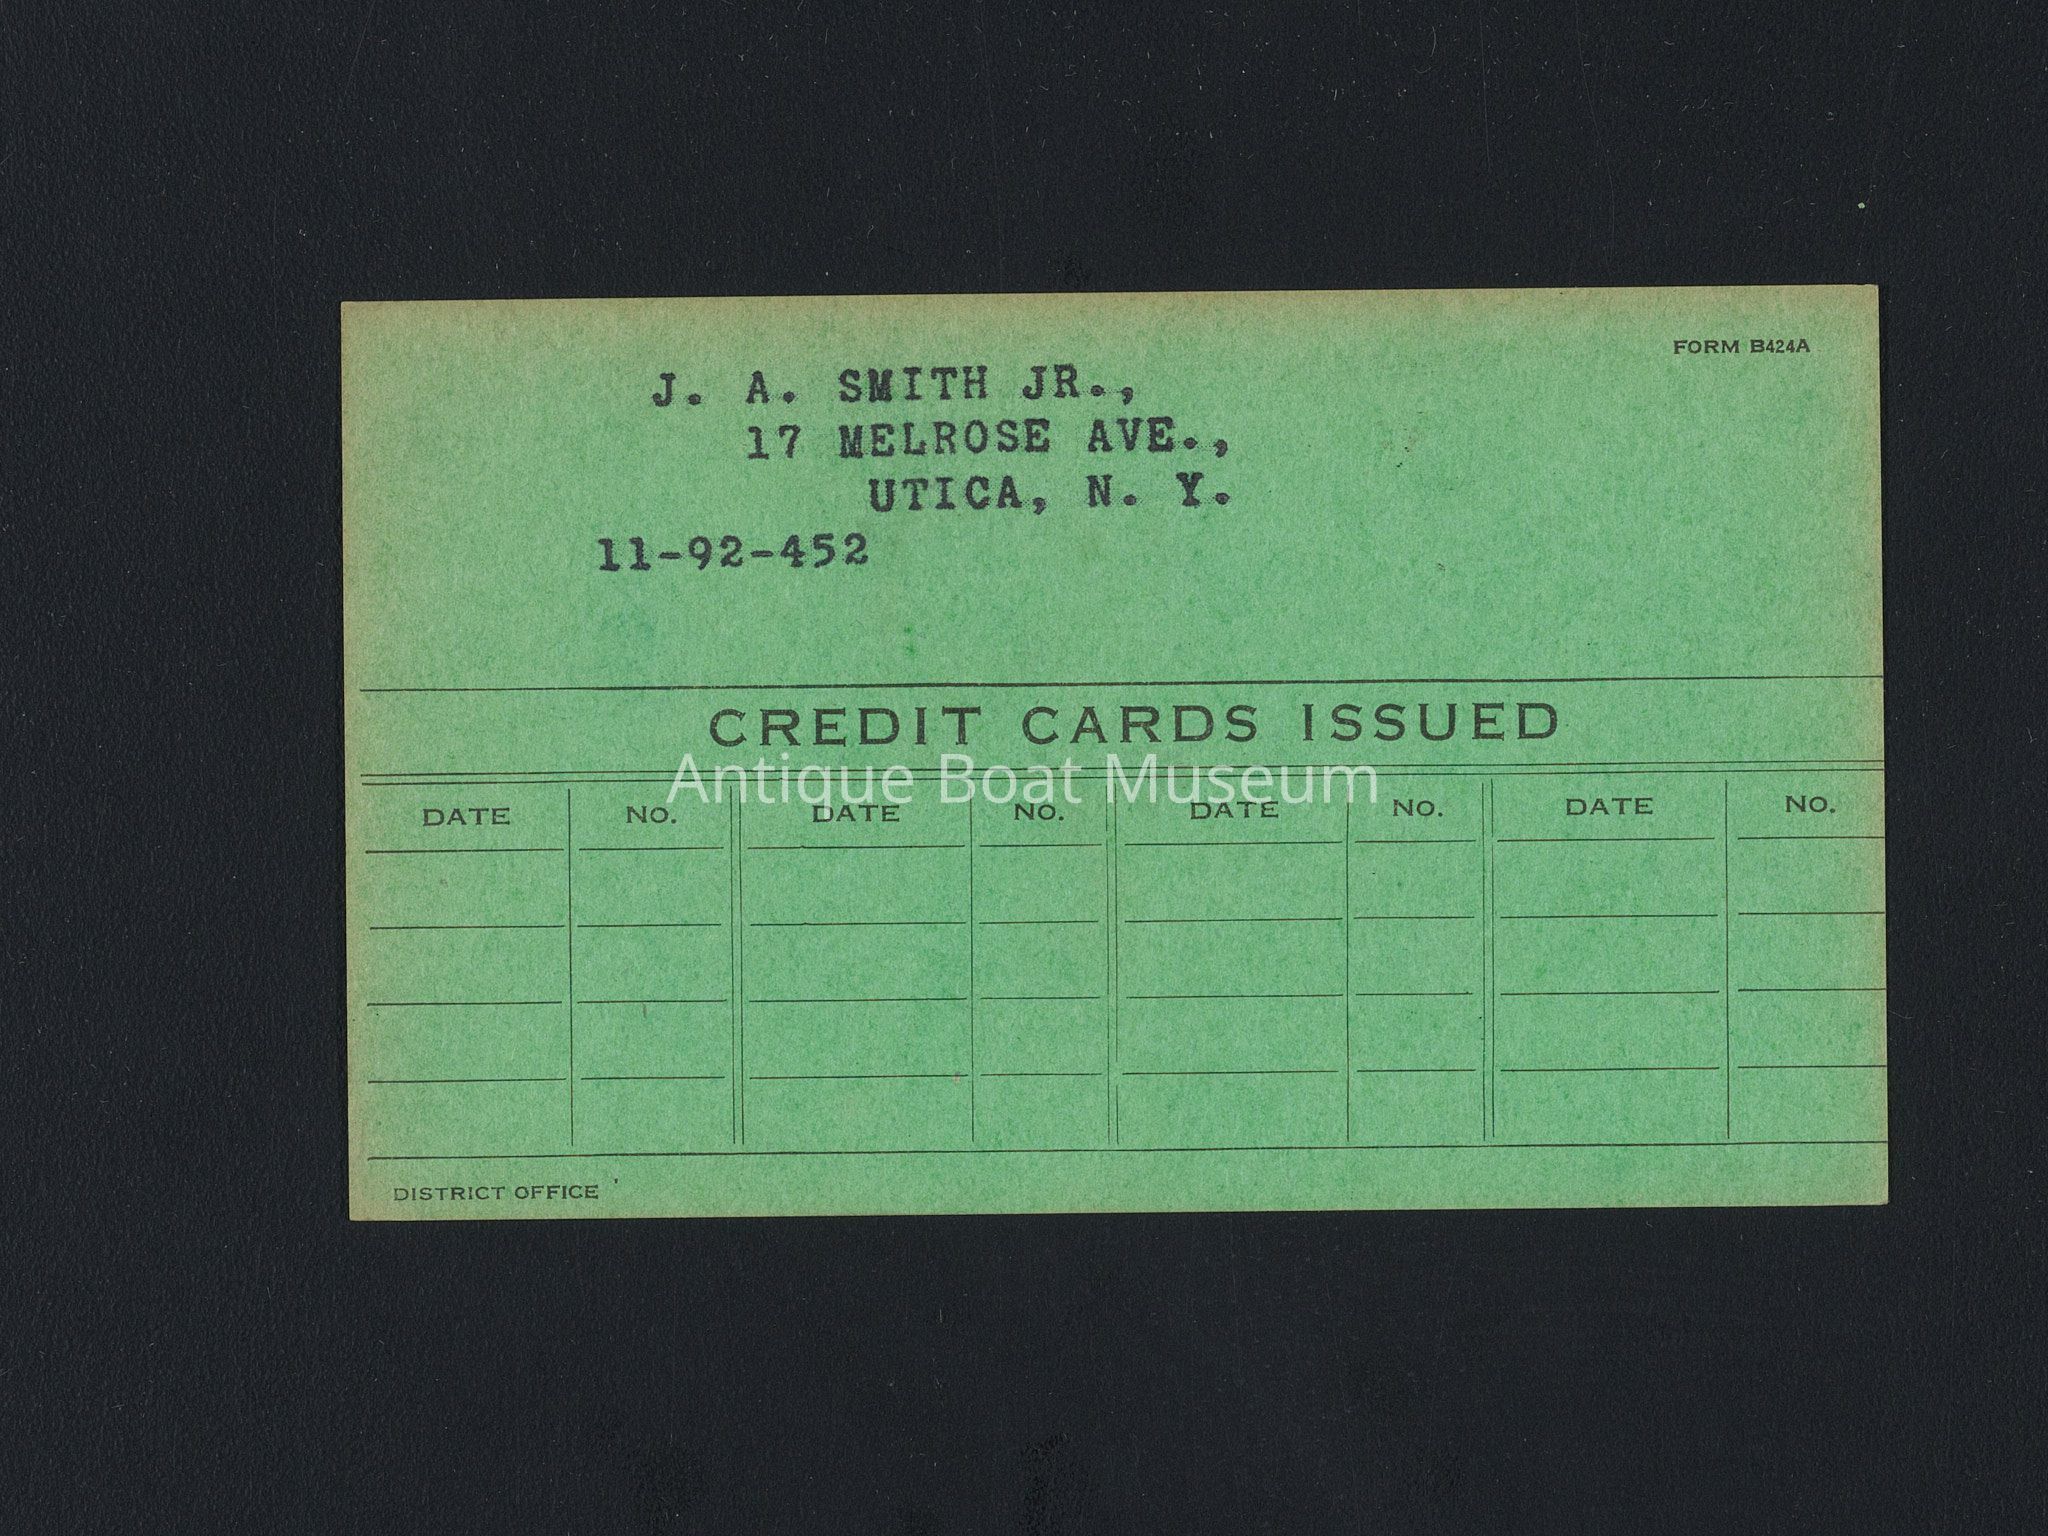 FORM B424A
J. A. SMITH JR.,
17 MELROSE AVE.,
UTICA, N. Y.
11-92-452
CREDIT CARDS ISSUED
Antique Boat Museum
DATE NO. DATE NO. DATE NO. DATE NO.
DISTRICT OFFICE